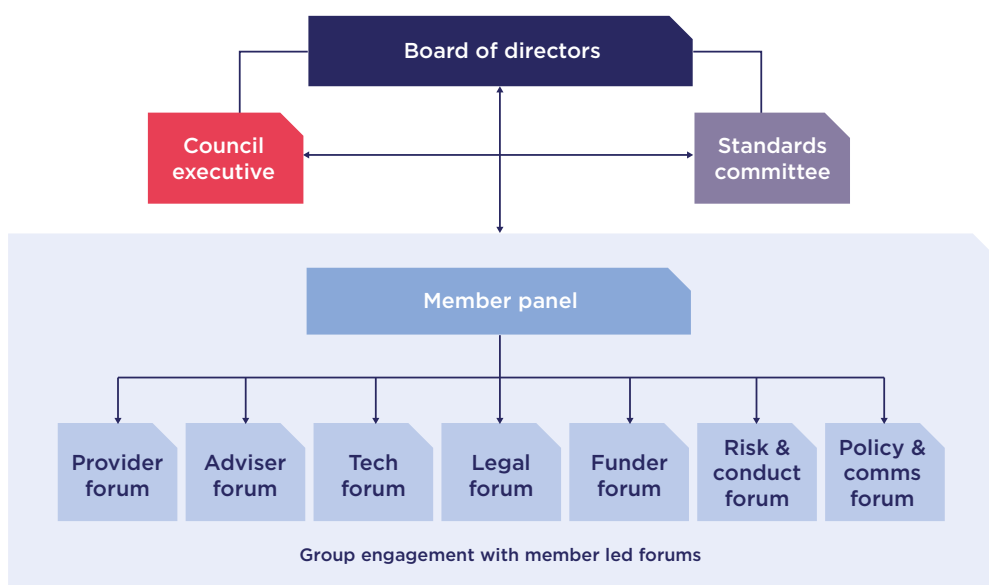 Board of directors
Council
executive
Standards
committee
Member panel
Provider
forum
Adviser
forum
Tech
forum
Legal
forum
Funder
forum
Risk &
conduct
forum
Policy &
comms
forum
Group engagement with member led forums